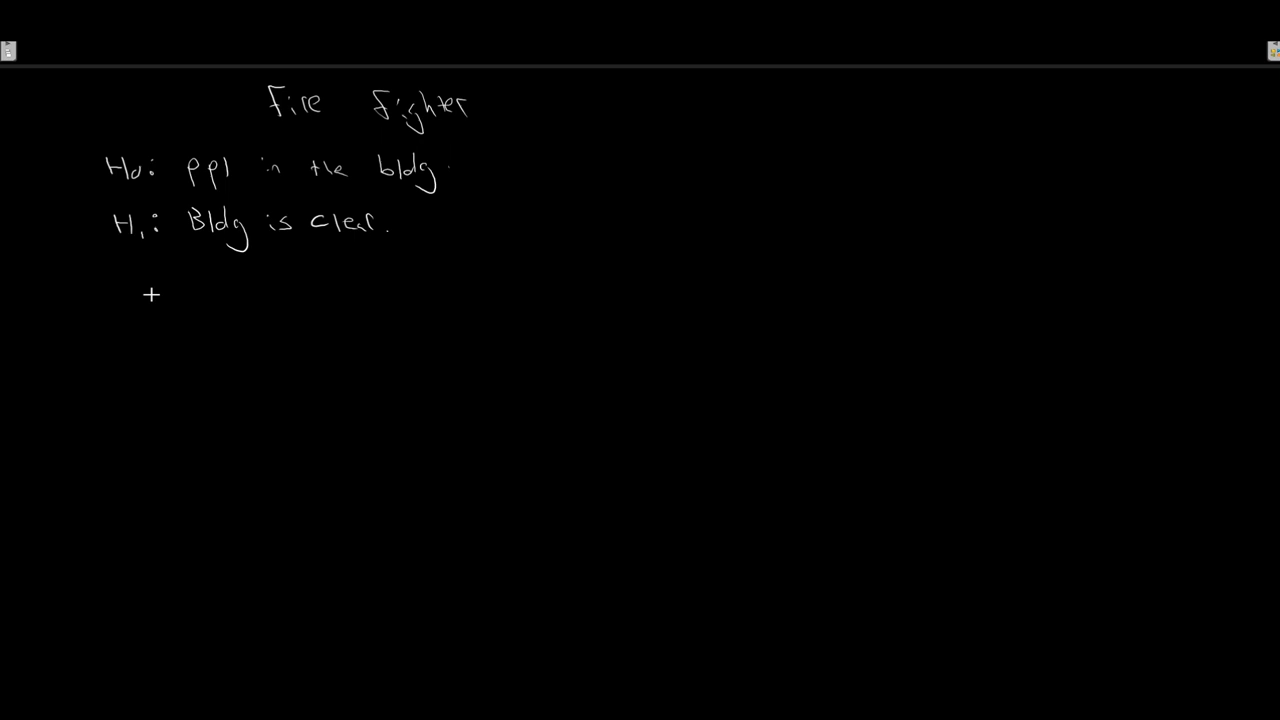 Fire Fighter
H0: ppl in the bldg.
H1: Bldg is clear.